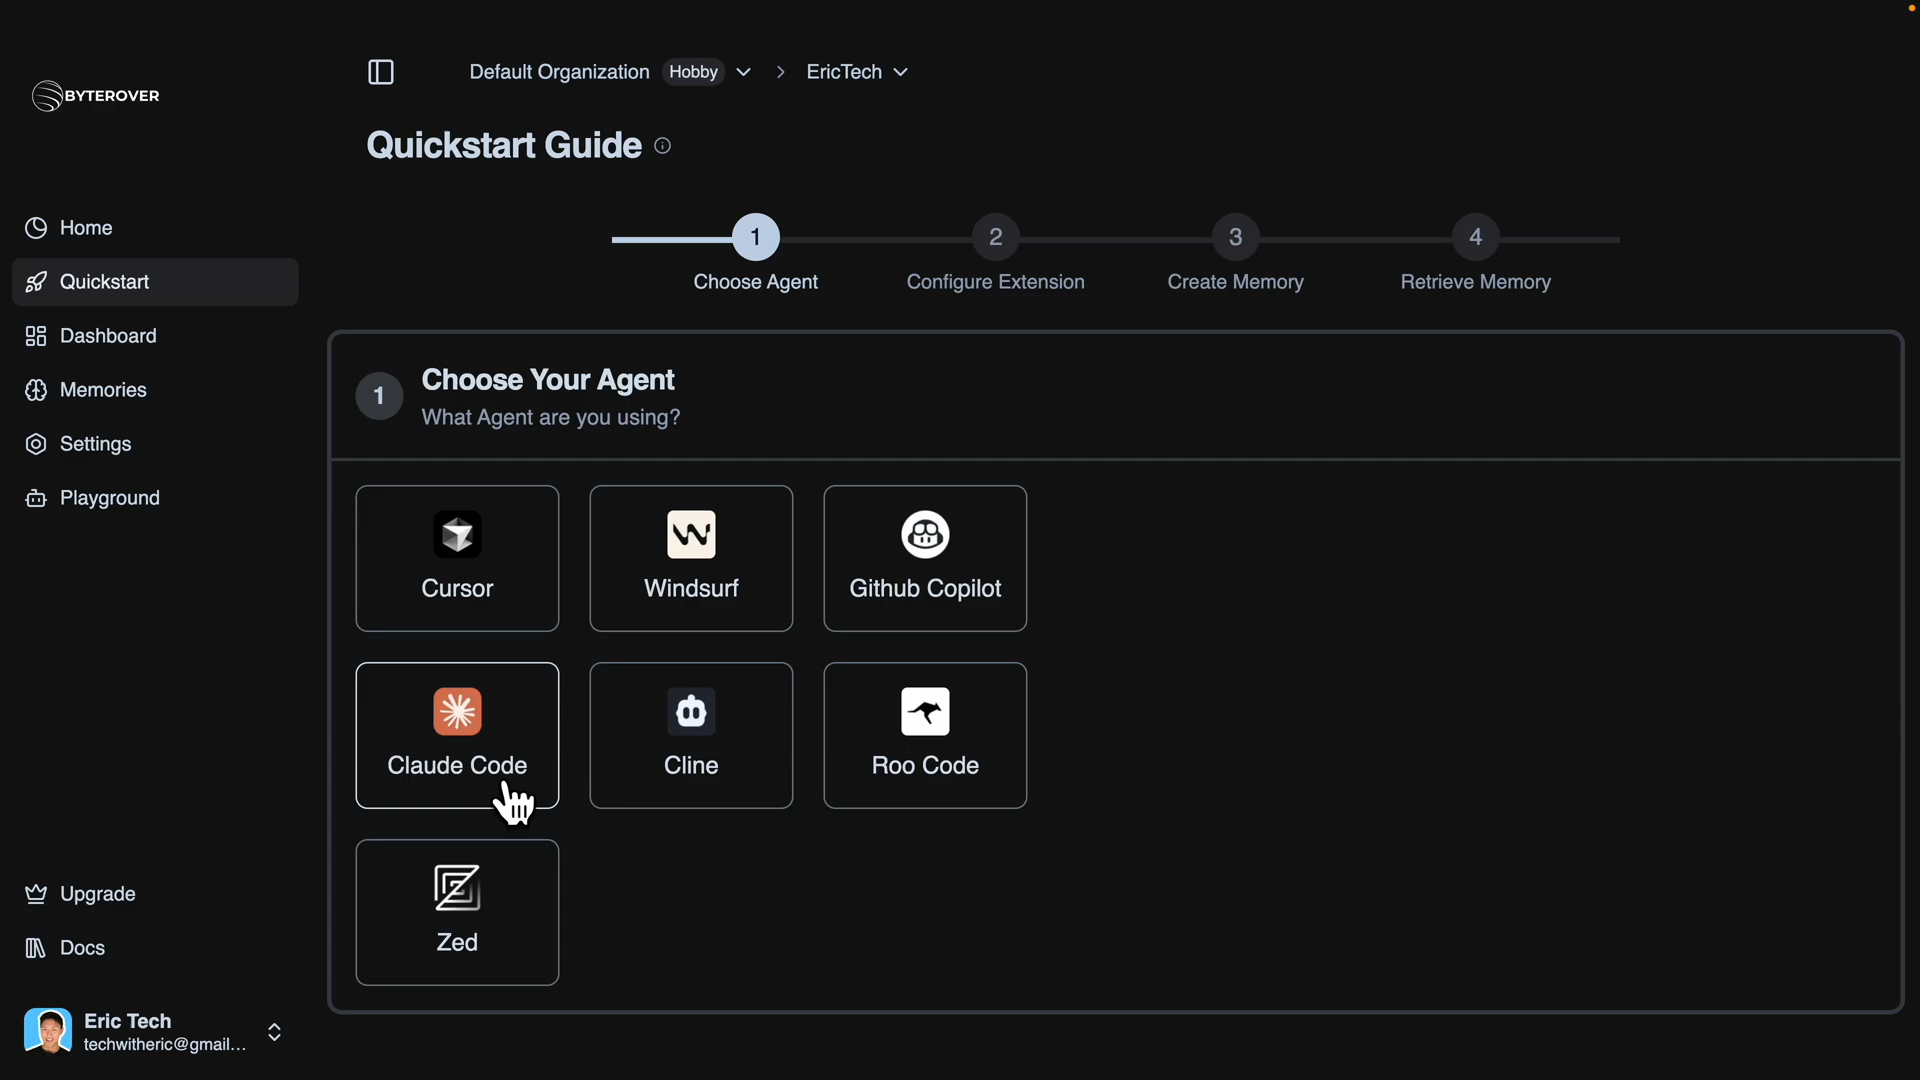 BYTEROVER
Default Organization Hobby EricTech
Quickstart Guide
Home
Quickstart
Dashboard
Memories
Settings
Playground
Upgrade
Docs
Eric Tech
techwitheric@gmail...
1 2 3 4
Choose Agent Configure Extension Create Memory Retrieve Memory
1
Choose Your Agent
What Agent are you using?
Cursor Windsurf Github Copilot
Claude Code Cline Roo Code
Zed